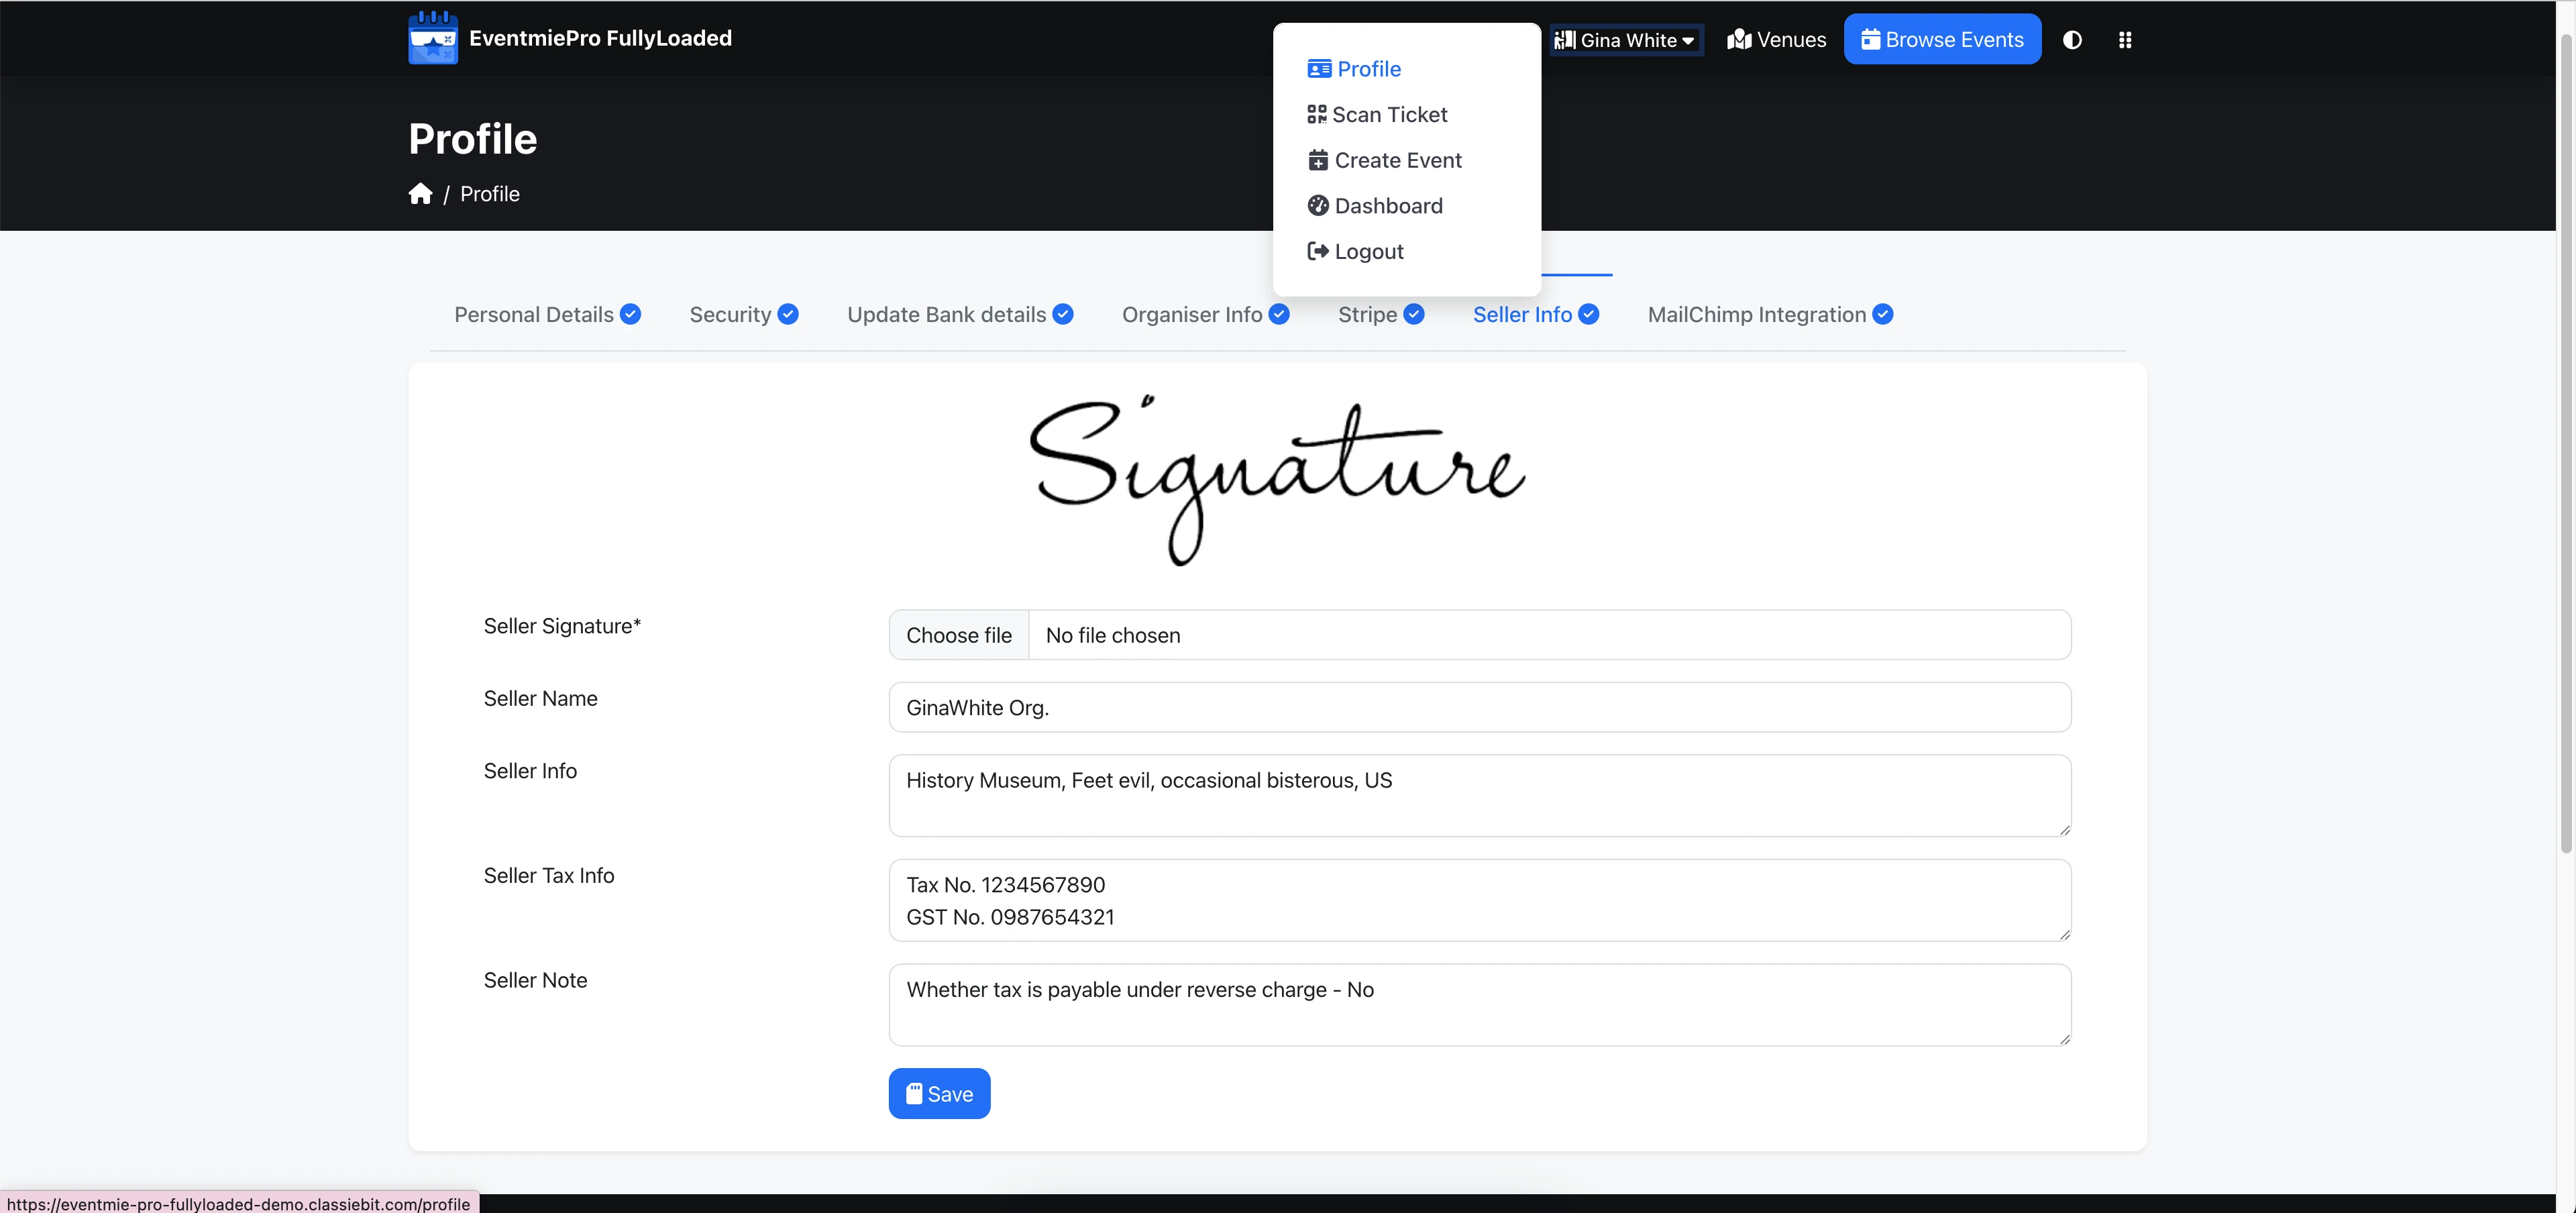 EventmiePro FullyLoaded
Gina White
Venues
Browse Events
Profile
Scan Ticket
Create Event
Dashboard
Logout
Profile
/ Profile
Personal Details
Security
Update Bank details
Organiser Info
Stripe
Seller Info
MailChimp Integration
Signature
Seller Signature*
Choose file No file chosen
Seller Name
GinaWhite Org.
Seller Info
History Museum, Feet evil, occasional bisterous, US
Seller Tax Info
Tax No. 1234567890
GST No. 0987654321
Seller Note
Whether tax is payable under reverse charge - No
Save
https://eventmie-pro-fullyloaded-demo.classiebit.com/profile